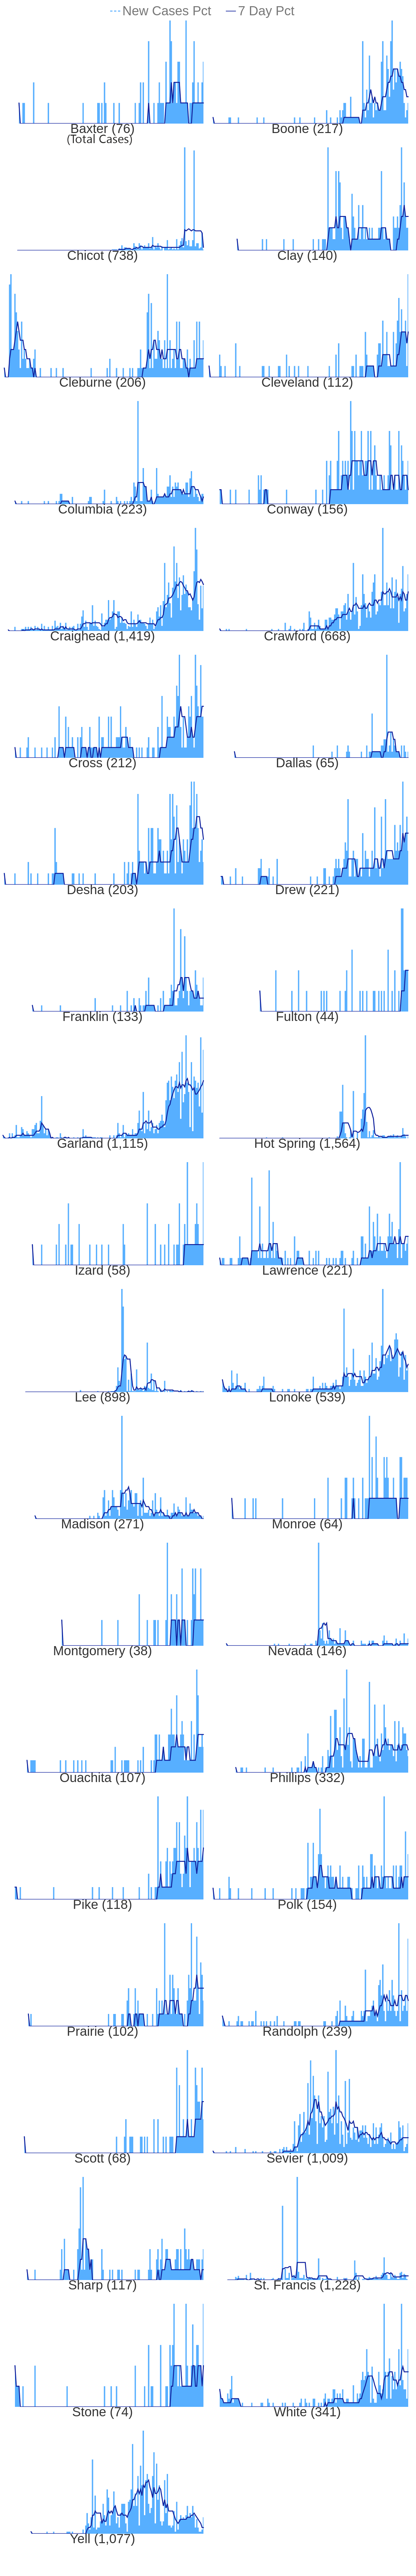 New Cases Pct 7 Day Pct
Baxter (76) Boone (217)
(Total Cases)
Chicot (738) Clay (140)
Cleburne (206) Cleveland (112)
Columbia (223) Conway (156)
Craighead (1,419) Crawford (668)
Cross (212) Dallas (65)
Desha (203) Drew (221)
Franklin (133) Fulton (44)
Garland (1,115) Hot Spring (1,564)
Izard (58) Lawrence (221)
Lee (898) Lonoke (539)
Madison (271) Monroe (64)
Montgomery (38) Nevada (146)
Ouachita (107) Phillips (332)
Pike (118) Polk (154)
Prairie (102) Randolph (239)
Scott (68) Sevier (1,009)
Sharp (117) St. Francis (1,228)
Stone (74) White (341)
Yell (1,077)